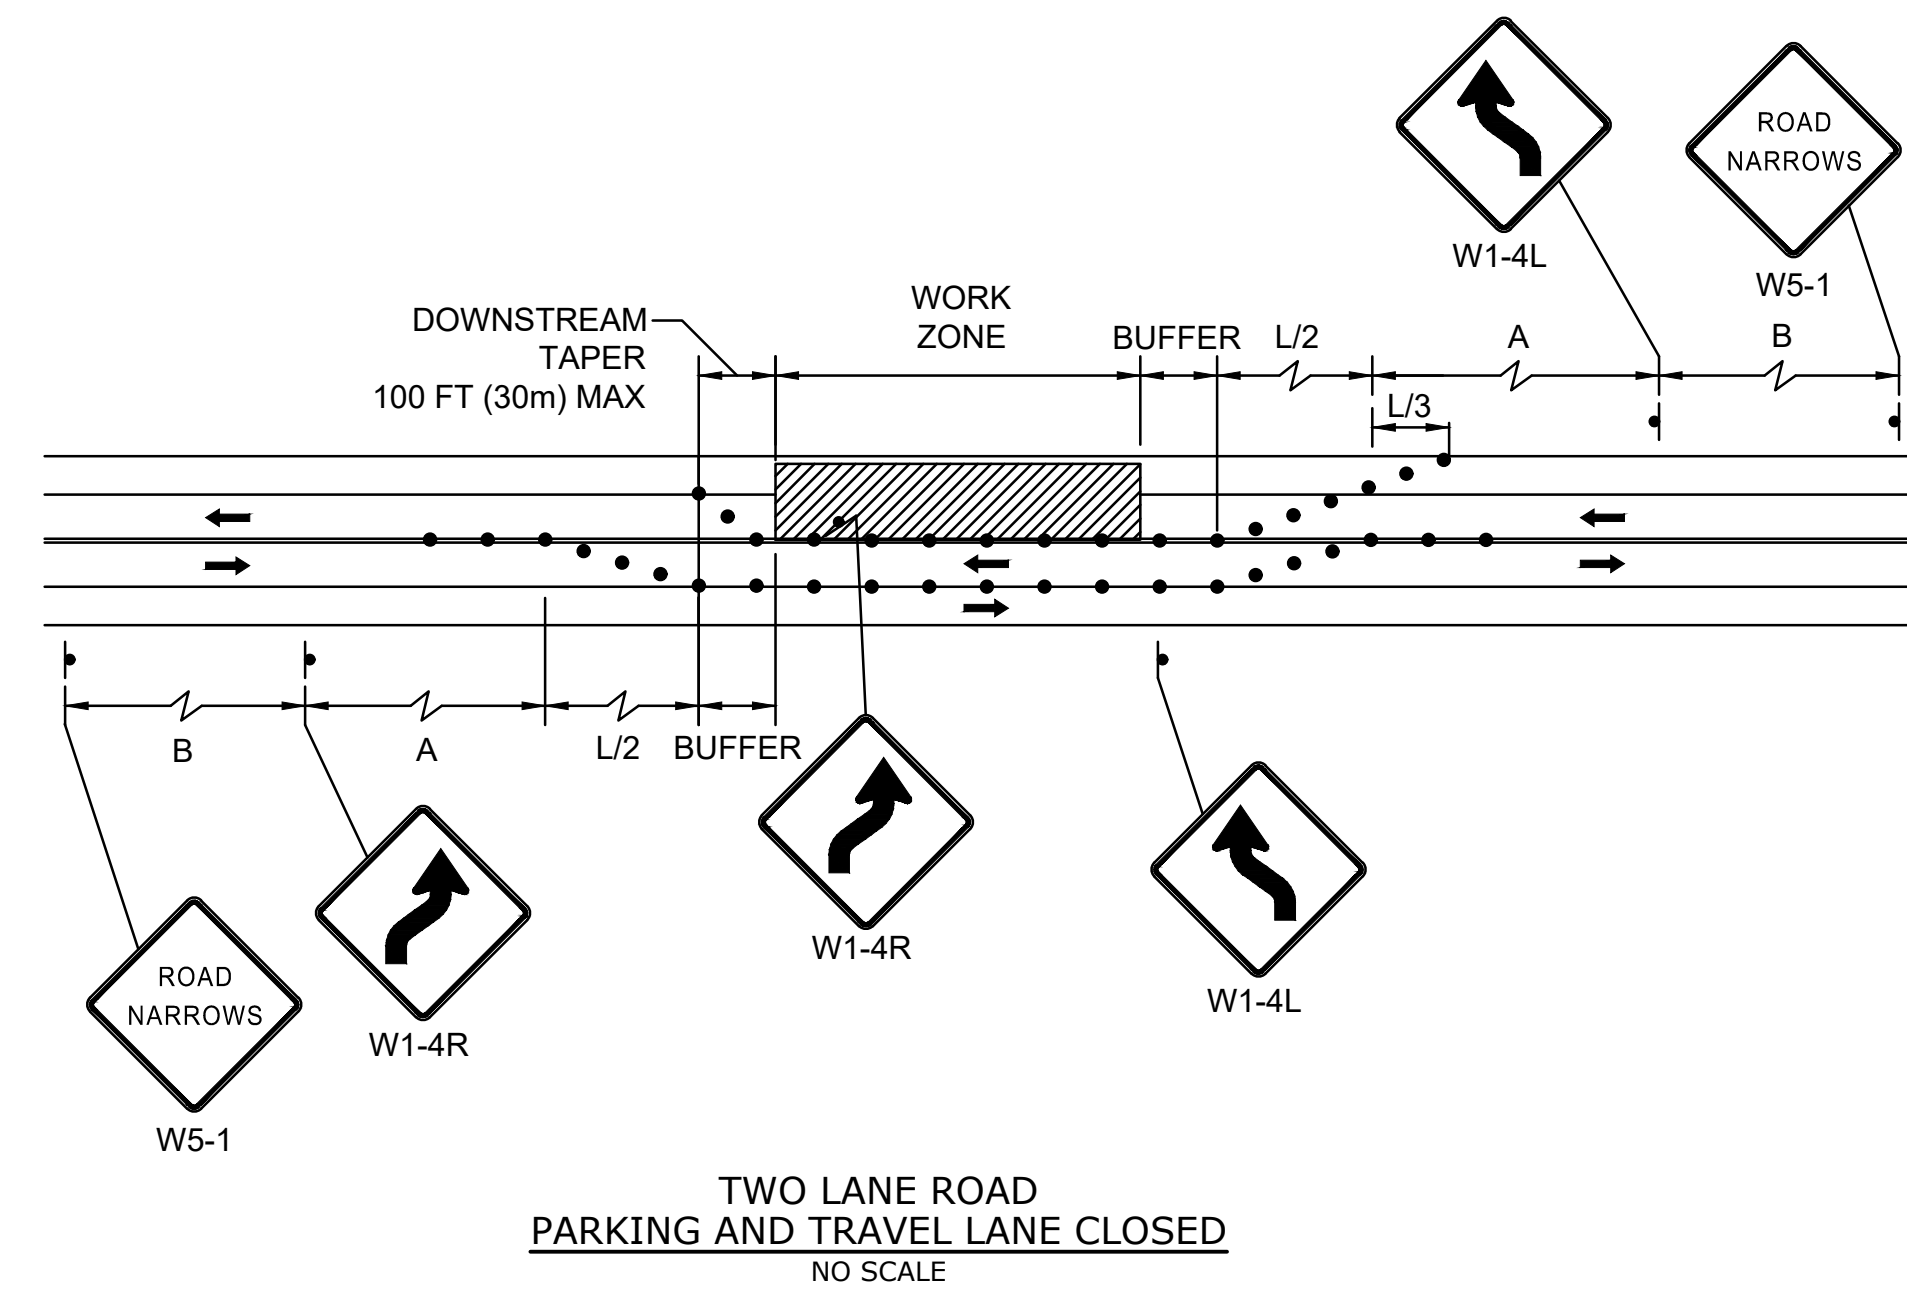 ROAD
NARROWS
W1-4L
W5-1
DOWNSTREAM
TAPER
100 FT (30m) MAX
WORK
ZONE
BUFFER
L/2
A
B
L/3
B
A
L/2
BUFFER
W1-4R
W1-4L
W1-4R
ROAD
NARROWS
W5-1
TWO LANE ROAD
PARKING AND TRAVEL LANE CLOSED
NO SCALE